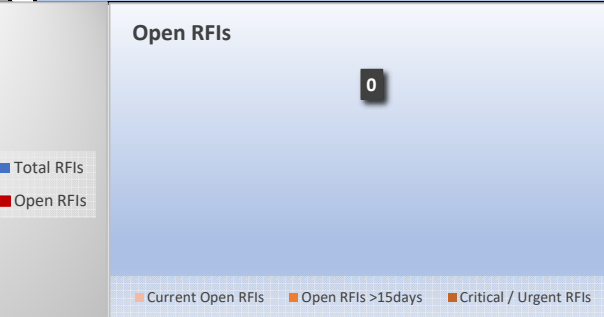 Open RFIs
0
Total RFIs
Open RFIs
Current Open RFIs Open RFIs >15days Critical / Urgent RFIs